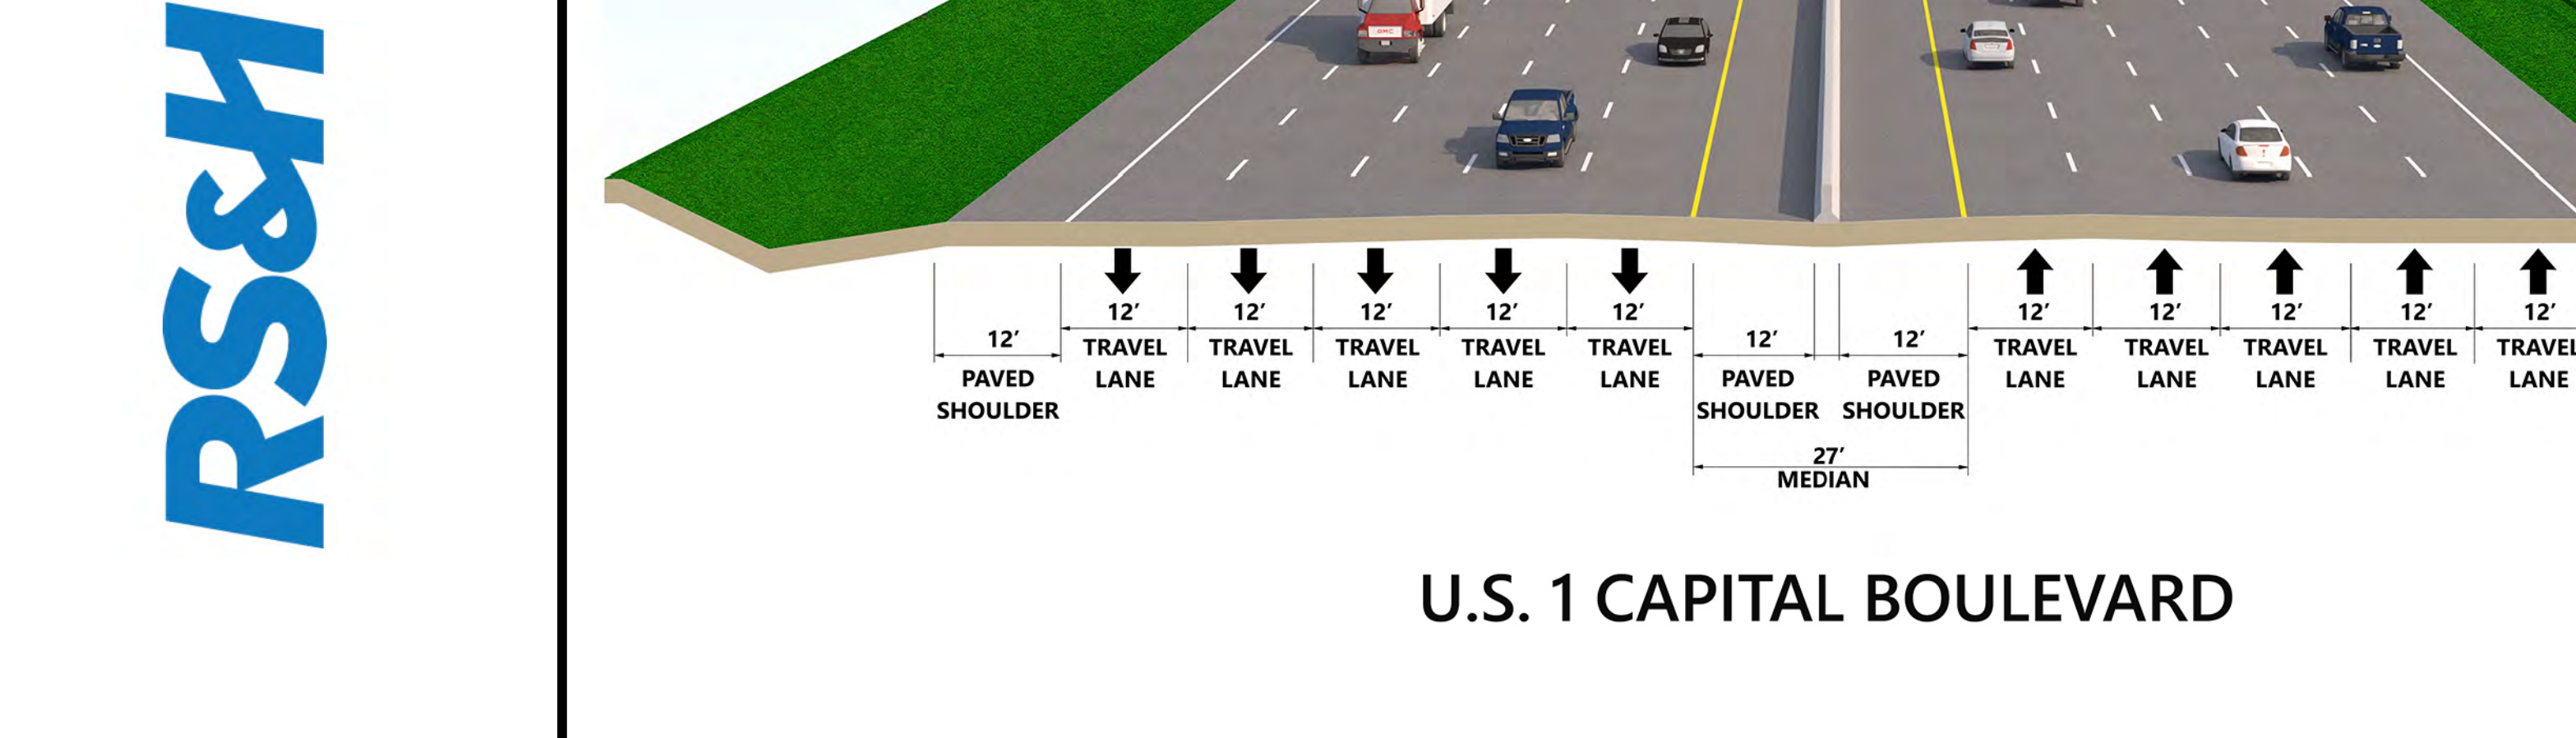 RS&H
GMC
12' 12' 12' 12' 12' 12' 12' 12' 12' 12'
12' 12' 12'
TRAVEL TRAVEL TRAVEL TRAVEL TRAVEL TRAVEL TRAVEL TRAVEL TRAVEL TRAVEL
LANE LANE LANE LANE LANE LANE LANE LANE LANE LANE
PAVED PAVED PAVED
SHOULDER SHOULDER SHOULDER
27'
MEDIAN
U.S. 1 CAPITAL BOULEVARD